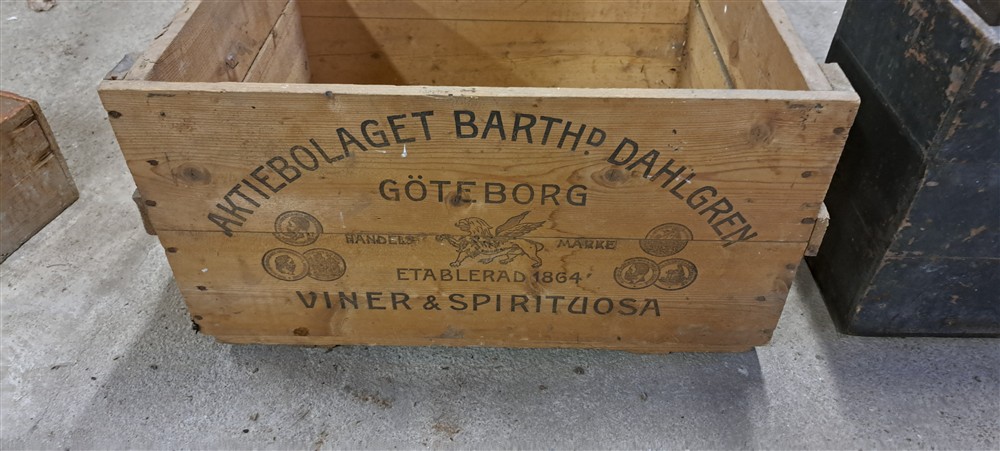 AKTIEBOLAGET BARTHD DAHLGREN
GÖTEBORG
HANDELS MÄRKE
ETABLERAD 1864
VINER & SPIRITUOSA